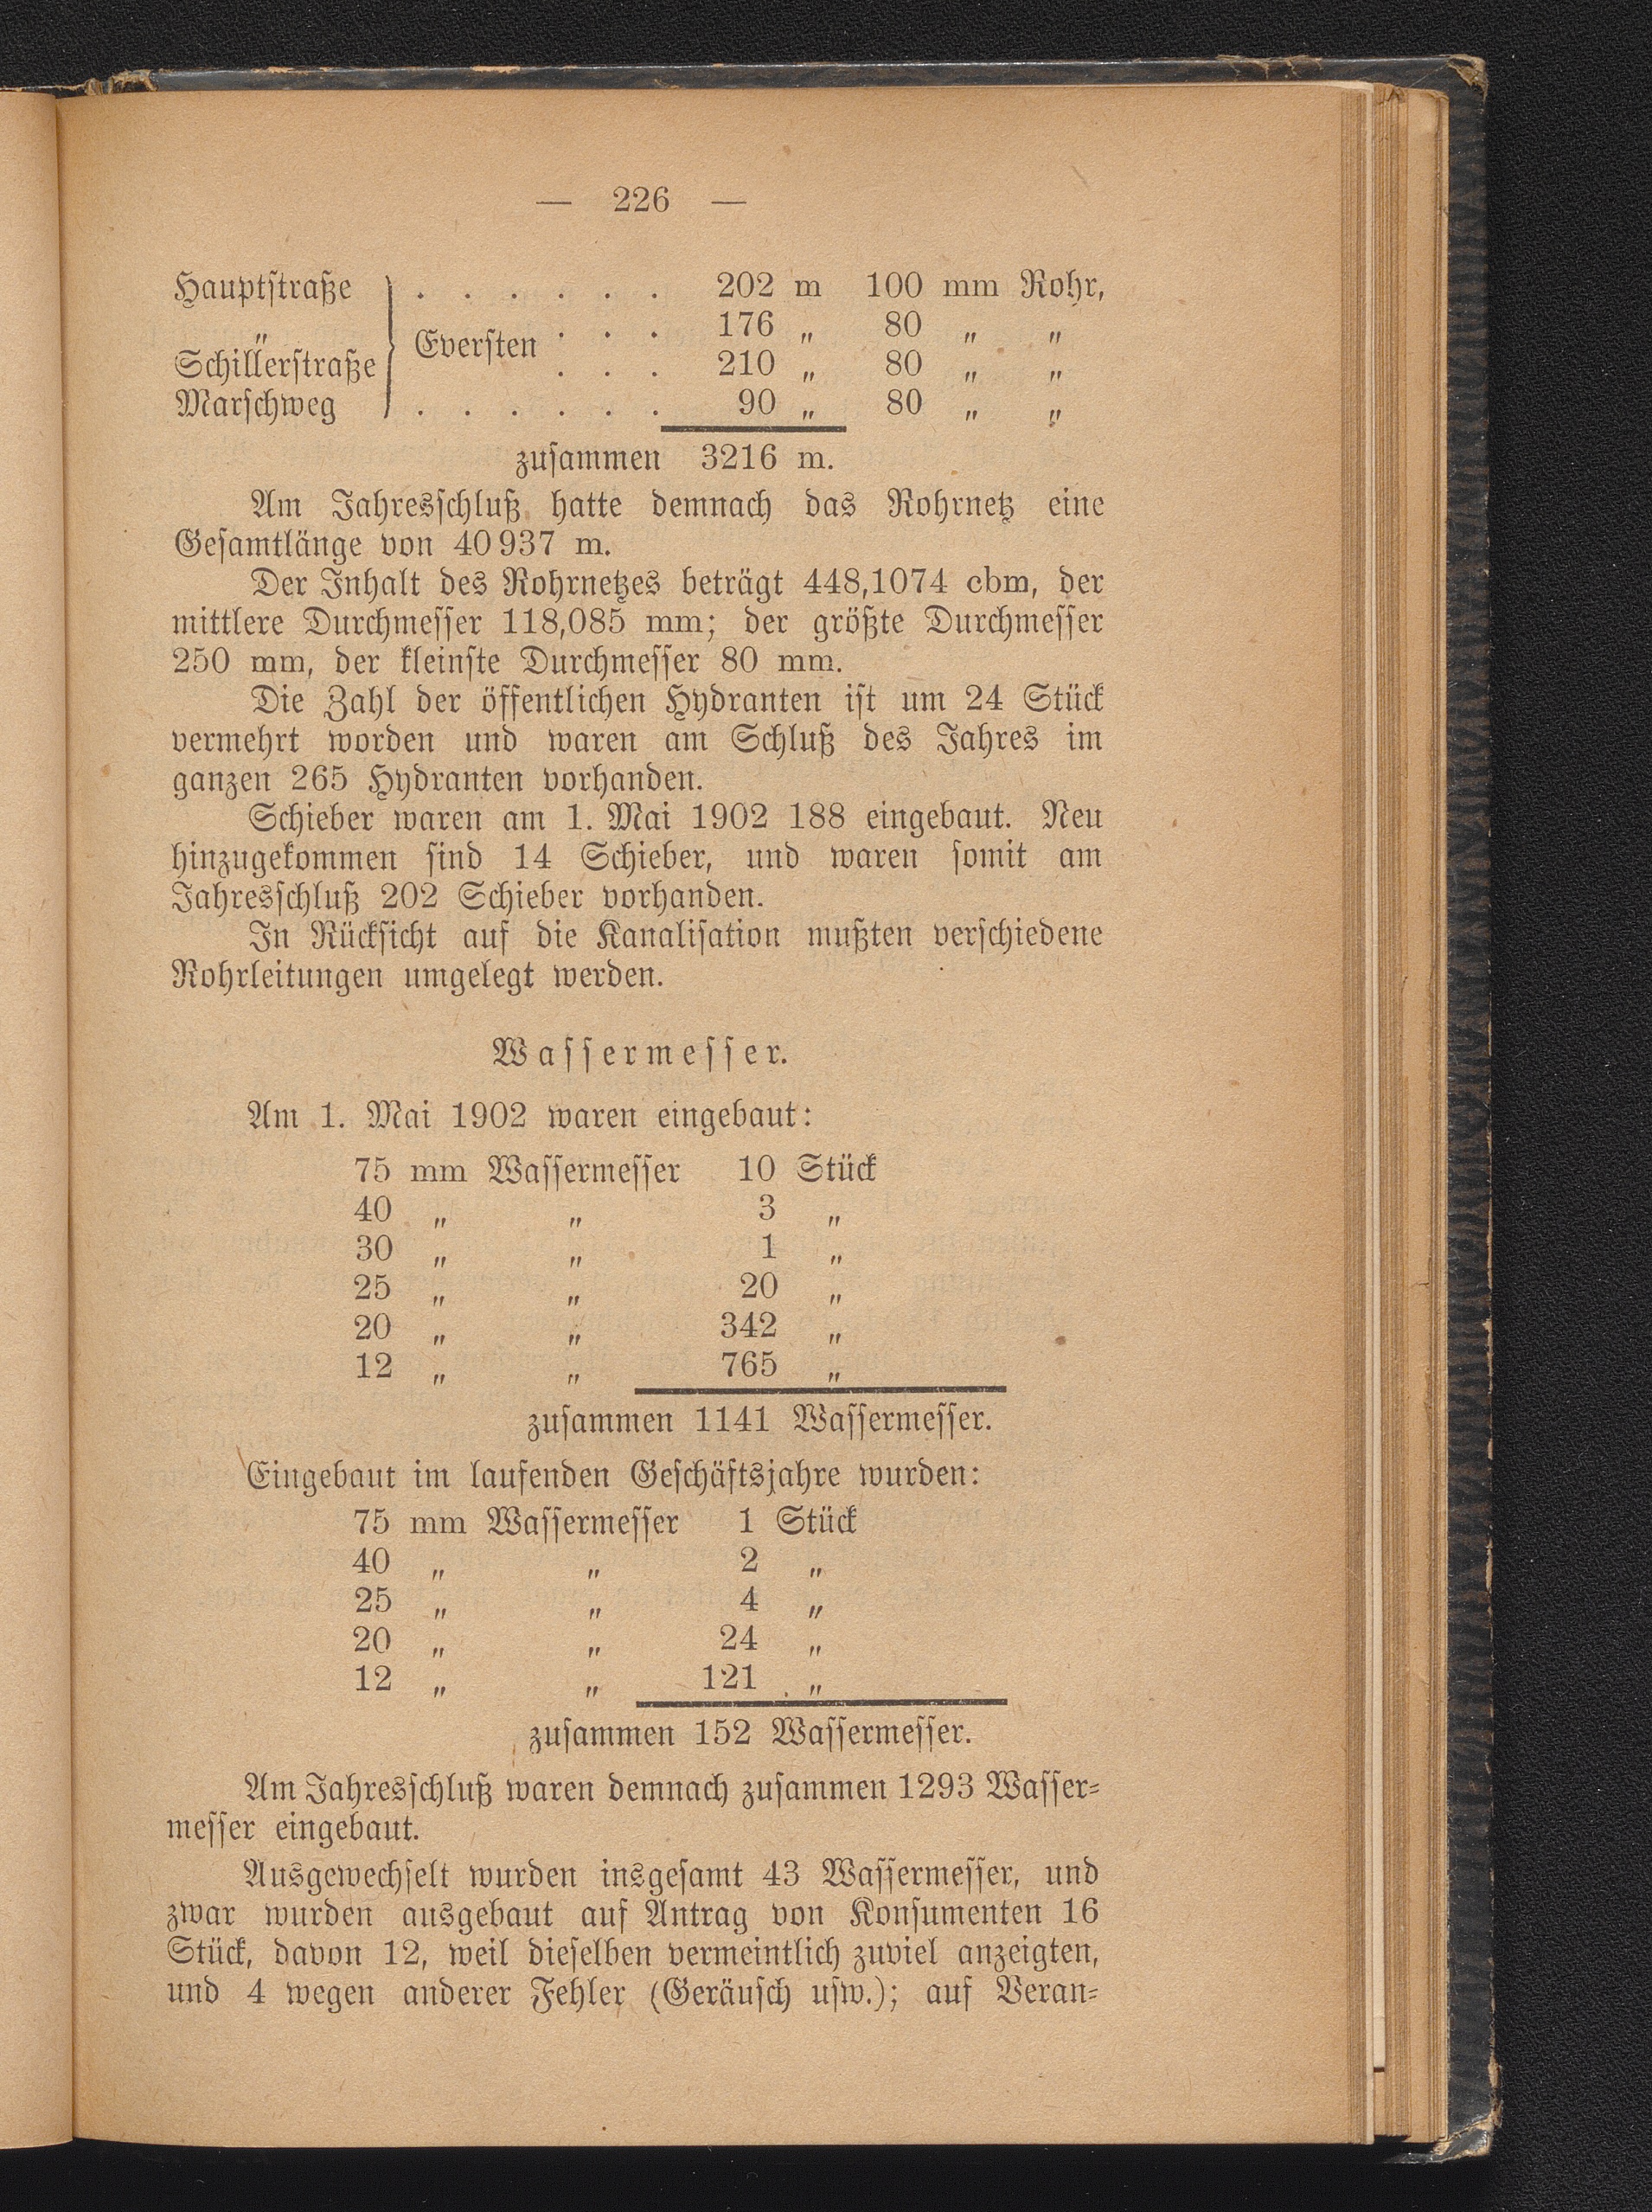 — 226 —
Hauptstraße } . . . . . . 202 m 100 mm Rohr,
„ } Eversten . . . 176 „ 80 „ „
Schillerstraße } . . . 210 „ 80 „ „
Marschweg } . . . . . . 90 „ 80 „ „
zusammen 3216 m.
Am Jahresschluß hatte demnach das Rohrnetz eine
Gesamtlänge von 40 937 m.
Der Inhalt des Rohrnetzes beträgt 448,1074 cbm, der
mittlere Durchmesser 118,085 mm; der größte Durchmesser
250 mm, der kleinste Durchmesser 80 mm.
Die Zahl der öffentlichen Hydranten ist um 24 Stück
vermehrt worden und waren am Schluß des Jahres im
ganzen 265 Hydranten vorhanden.
Schieber waren am 1. Mai 1902 188 eingebaut. Neu
hinzugekommen sind 14 Schieber, und waren somit am
Jahresschluß 202 Schieber vorhanden.
In Rücksicht auf die Kanalisation mußten verschiedene
Rohrleitungen umgelegt werden.
Wassermesser.
Am 1. Mai 1902 waren eingebaut:
75 mm Wassermesser 10 Stück
40 „ „ 3 „
30 „ „ 1 „
25 „ „ 20 „
20 „ „ 342 „
12 „ „ 765 „
zusammen 1141 Wassermesser.
Eingebaut im laufenden Geschäftsjahre wurden:
75 mm Wassermesser 1 Stück
40 „ „ 2 „
25 „ „ 4 „
20 „ „ 24 „
12 „ „ 121 „
zusammen 152 Wassermesser.
Am Jahresschluß waren demnach zusammen 1293 Wasser-
messer eingebaut.
Ausgewechselt wurden insgesamt 43 Wassermesser, und
zwar wurden ausgebaut auf Antrag von Konsumenten 16
Stück, davon 12, weil dieselben vermeintlich zuviel anzeigten,
und 4 wegen anderer Fehler (Geräusch usw.); auf Veran-